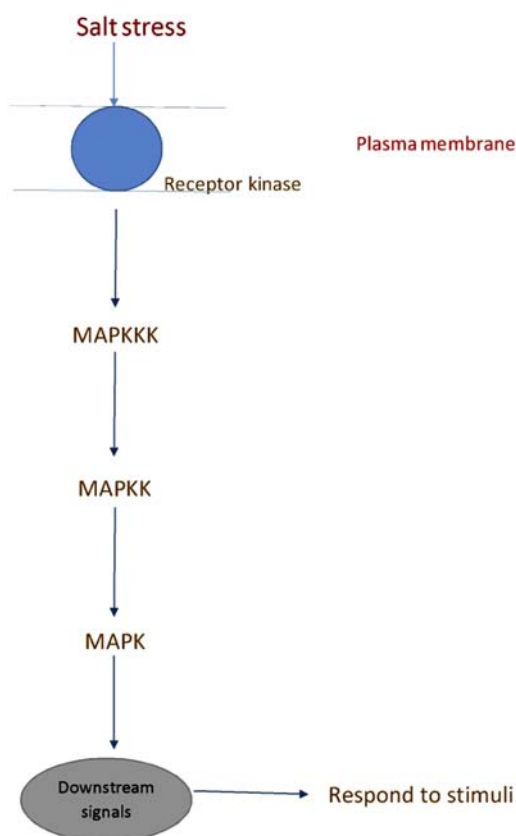 Salt stress
Plasma membrane
Receptor kinase
MAPKKK
MAPKK
MAPK
Downstream
signals
Respond to stimuli